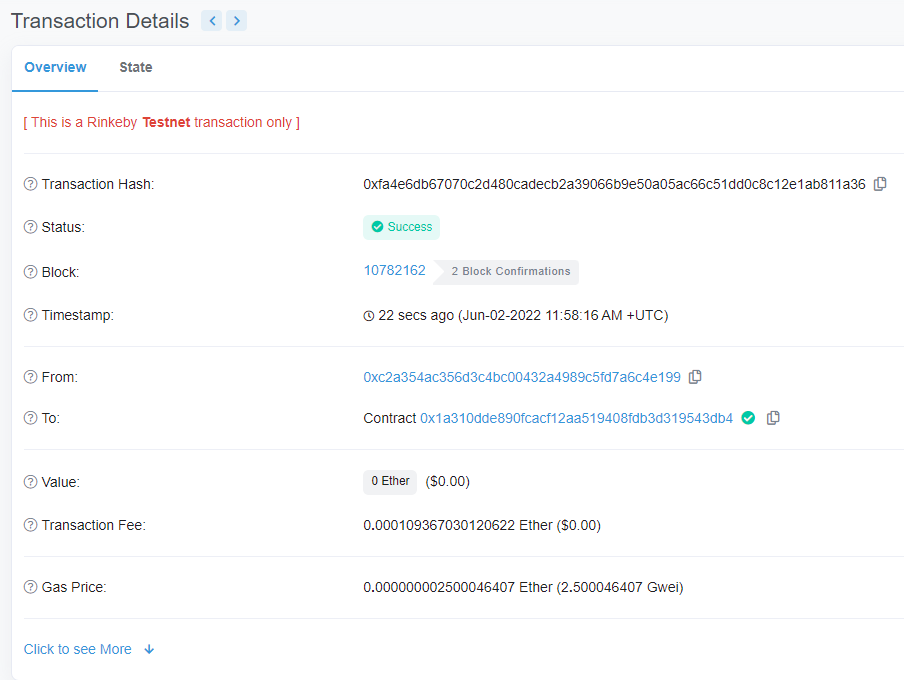 Transaction Details
Overview State
[ This is a Rinkeby Testnet transaction only ]
Transaction Hash: 0xfa4e6db67070c2d480cadecb2a39066b9e50a05ac66c51dd0c8c12e1ab811a36
Status: Success
Block: 10782162 2 Block Confirmations
Timestamp: 22 secs ago (Jun-02-2022 11:58:16 AM +UTC)
From: 0xc2a354ac356d3c4bc00432a4989c5fd7a6c4e199
To: Contract 0x1a310dde890fcacf12aa519408fdb3d319543db4
Value: 0 Ether ($0.00)
Transaction Fee: 0.000109367030120622 Ether ($0.00)
Gas Price: 0.000000002500046407 Ether (2.500046407 Gwei)
Click to see More